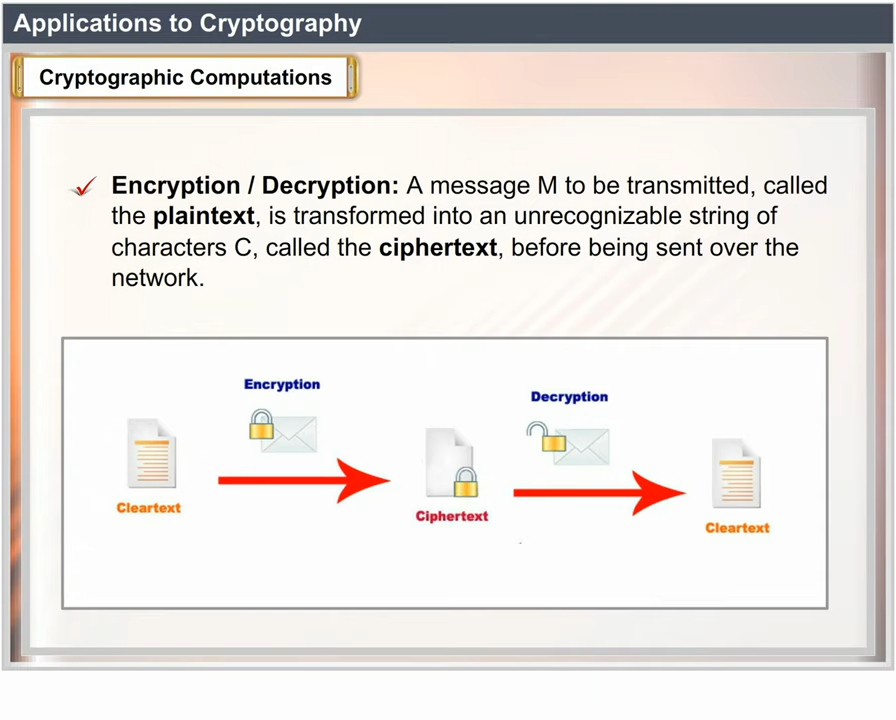 Applications to Cryptography
Cryptographic Computations
Encryption / Decryption: A message M to be transmitted, called
the plaintext, is transformed into an unrecognizable string of
characters C, called the ciphertext, before being sent over the
network.
Encryption
Decryption
Cleartext
Ciphertext
Cleartext